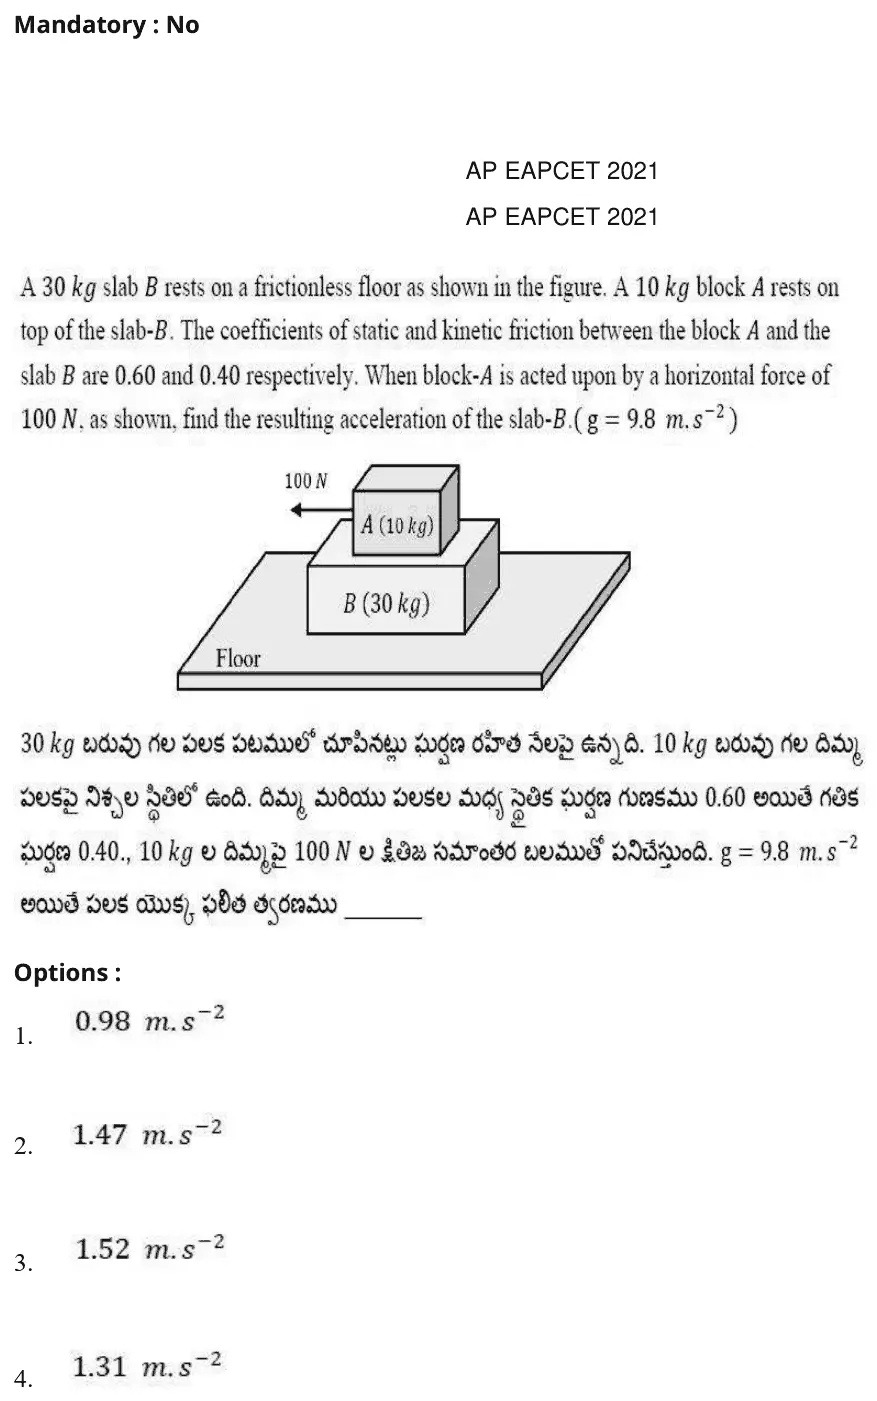 Mandatory : No
AP EAPCET 2021
AP EAPCET 2021
A 30 kg slab B rests on a frictionless floor as shown in the figure. A 10 kg block A rests on
top of the slab-B. The coefficients of static and kinetic friction between the block A and the
slab B are 0.60 and 0.40 respectively. When block-A is acted upon by a horizontal force of
100 N, as shown, find the resulting acceleration of the slab-B.( g = 9.8 m.s⁻² )
100 N
A (10 kg)
B (30 kg)
Floor
30 kg బరువు గల పలక పటములో చూపినట్లు ఘర్షణ రహిత నేలపై ఉన్నది. 10 kg బరువు గల దిమ్మ
పలకపై నిశ్చల స్థితిలో ఉంది. దిమ్మ మరియు పలకల మధ్య స్థైతిక ఘర్షణ గుణకము 0.60 అయితే గతిక
ఘర్షణ 0.40., 10 kg ల దిమ్మపై 100 N ల క్షితిజ సమాంతర బలముతో పనిచేస్తుంది. g = 9.8 m.s⁻²
అయితే పలక యొక్క ఫలిత త్వరణము ______
Options :
1. 0.98 m.s⁻²
2. 1.47 m.s⁻²
3. 1.52 m.s⁻²
4. 1.31 m.s⁻²